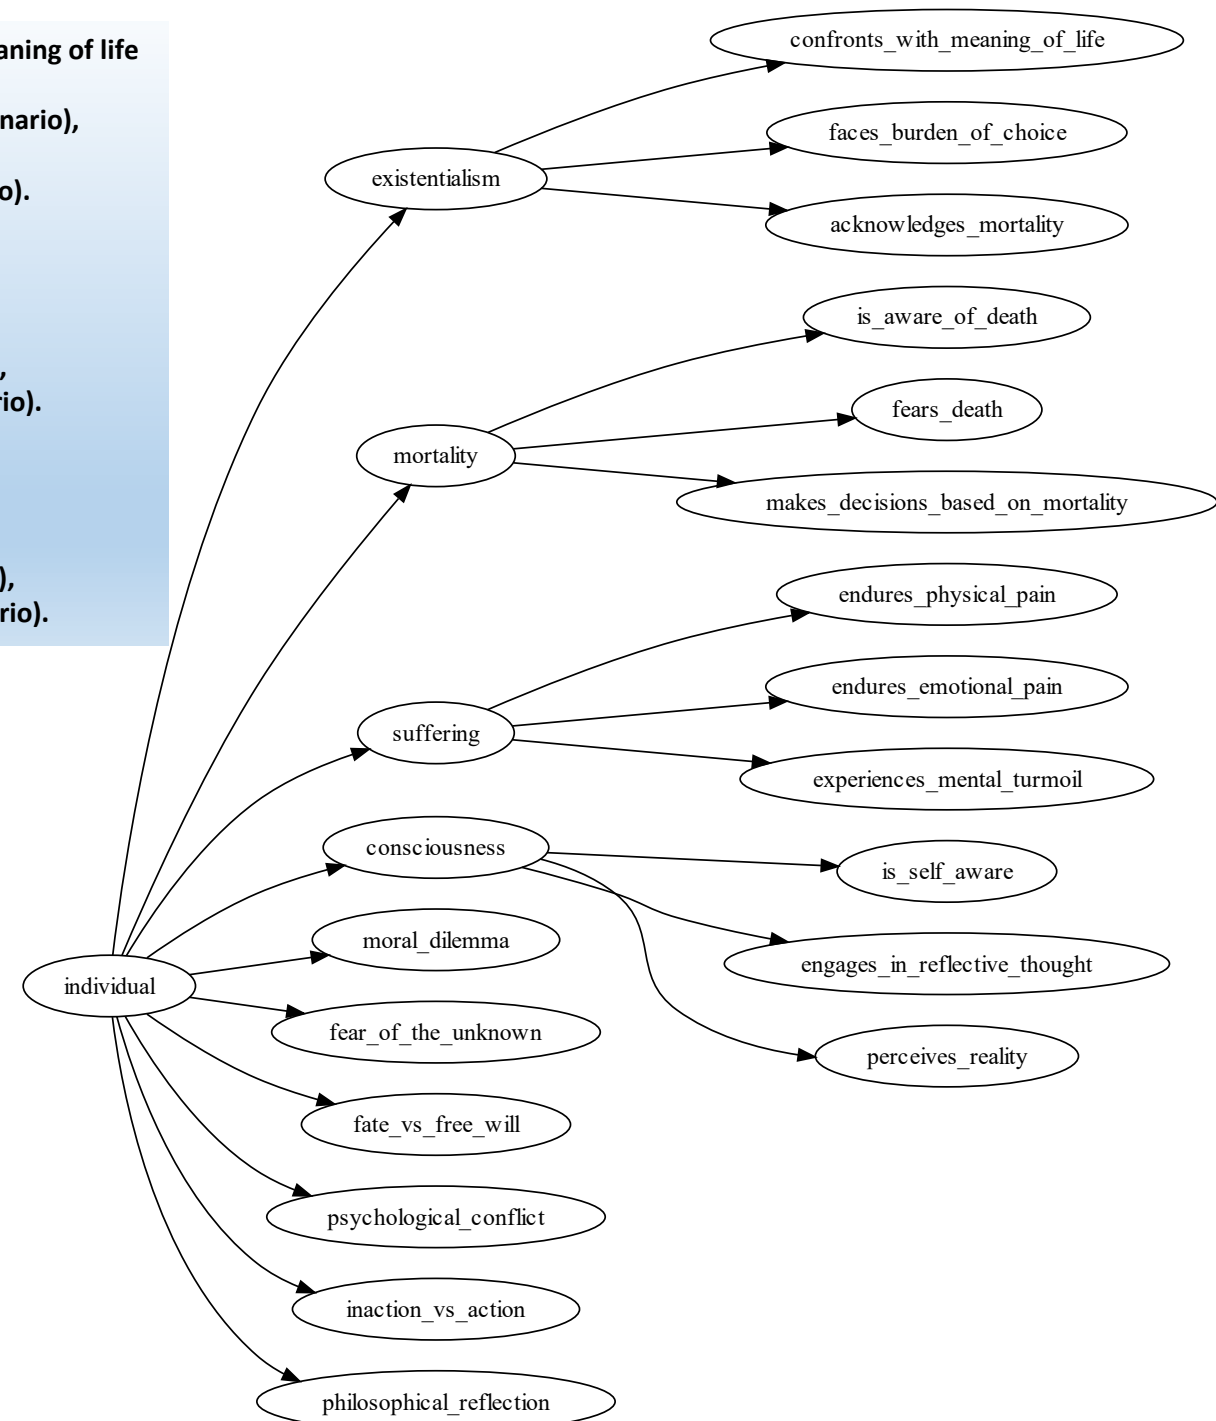 aning of life
nario),
o).
,
rio).
),
rio).
confronts_with_meaning_of_life
faces_burden_of_choice
existentialism
acknowledges_mortality
is_aware_of_death
fears_death
mortality
makes_decisions_based_on_mortality
endures_physical_pain
endures_emotional_pain
suffering
experiences_mental_turmoil
consciousness
is_self_aware
moral_dilemma
engages_in_reflective_thought
individual
fear_of_the_unknown
perceives_reality
fate_vs_free_will
psychological_conflict
inaction_vs_action
philosophical_reflection